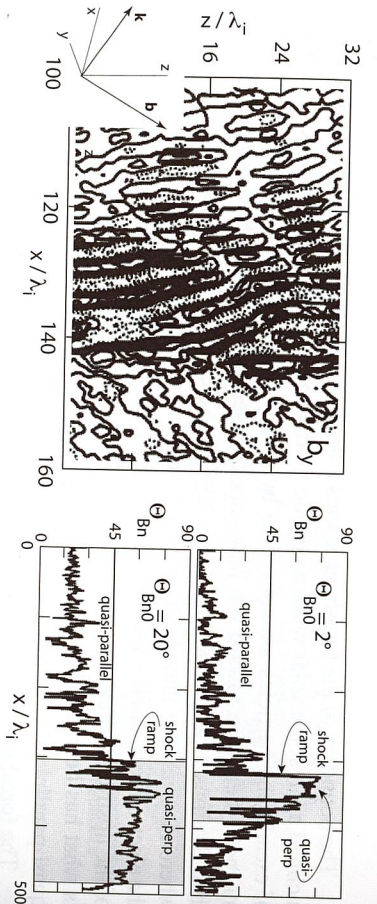 32
24
16
z/λi
by
x
k
y
z
b
z
100
120
140
160
x/λi
90
45
0
ΘBn
ΘBn0 = 2°
quasi-parallel
shock
ramp
quasi-
perp
90
45
0
ΘBn
ΘBn0 = 20°
quasi-parallel
shock
ramp
quasi-perp
0
500
x/λi